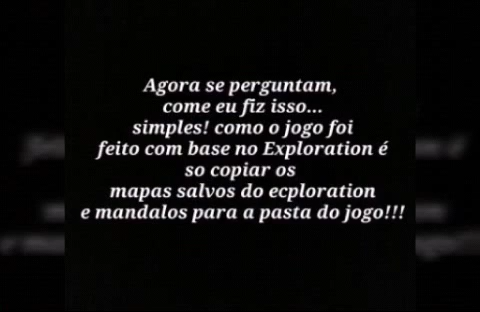 Agora se perguntam,
come eu fiz isso...
simples! como o jogo foi
feito com base no Exploration é
so copiar os
mapas salvos do ecploration
e mandalos para a pasta do jogo!!!